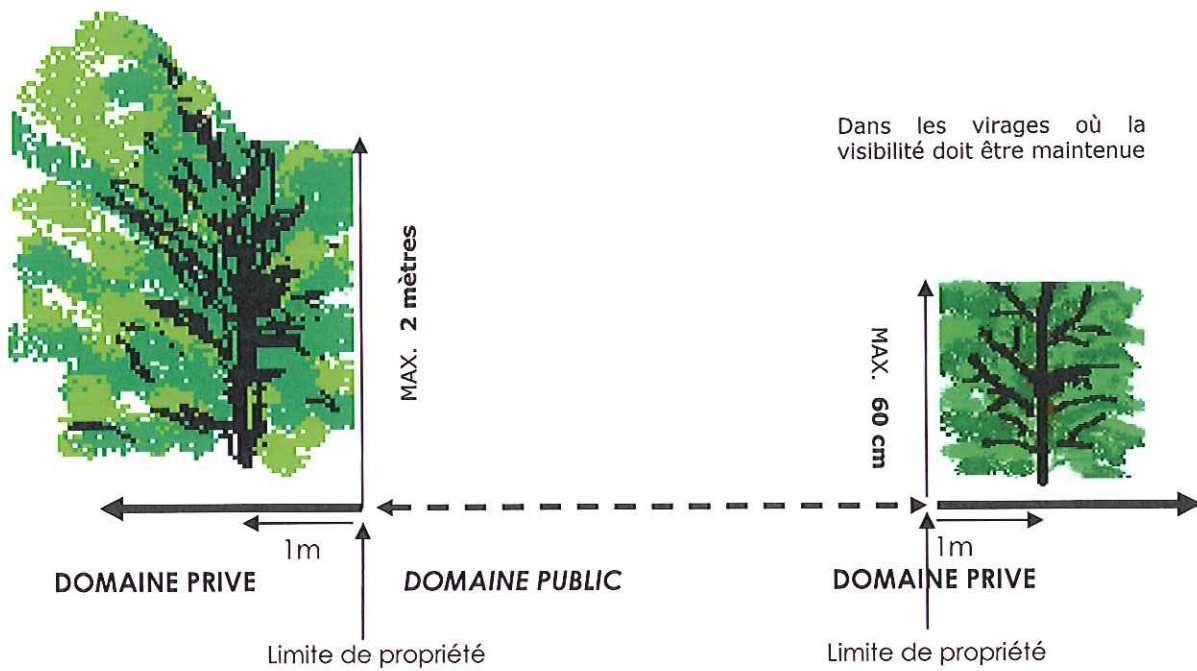 Dans les virages où la
visibilité doit être maintenue
MAX. 2 mètres
MAX. 60 cm
1m
1m
DOMAINE PRIVE
DOMAINE PUBLIC
DOMAINE PRIVE
Limite de propriété
Limite de propriété